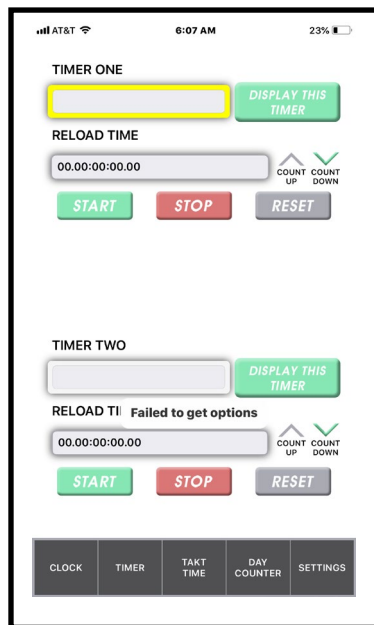 AT&T 6:07 AM 23%
TIMER ONE
DISPLAY THIS
TIMER
RELOAD TIME
00.00:00:00.00
COUNT UP COUNT DOWN
START STOP RESET
TIMER TWO
DISPLAY THIS
TIMER
RELOAD TI Failed to get options
00.00:00:00.00
COUNT UP COUNT DOWN
START STOP RESET
CLOCK TIMER TAKT TIME DAY COUNTER SETTINGS